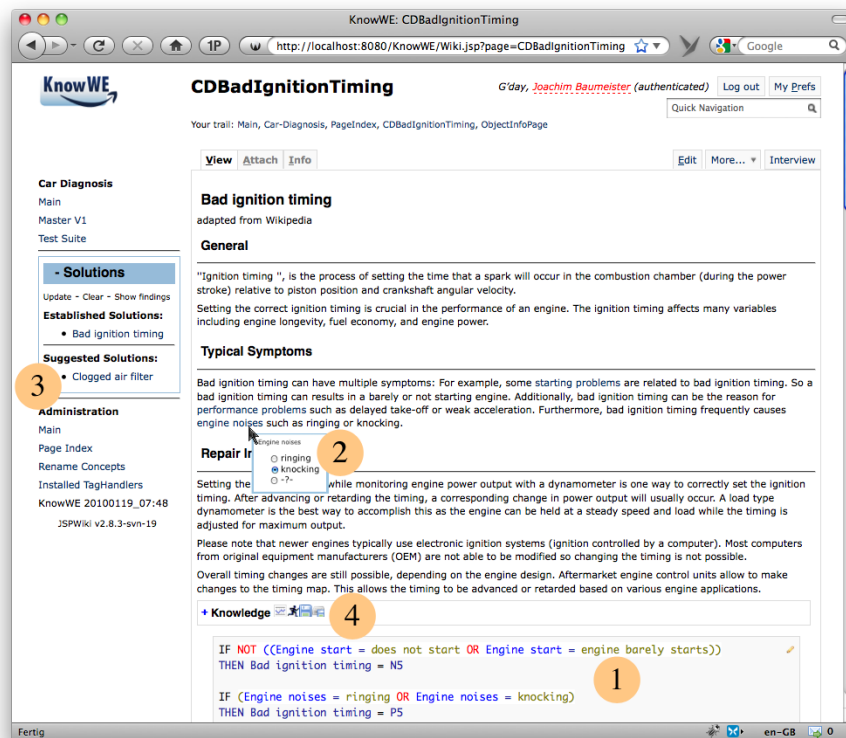 KnowWE: CDBadIgnitionTiming
1P http://localhost:8080/KnowWE/Wiki.jsp?page=CDBadIgnitionTiming Google
KnowWE
CDBadIgnitionTiming
G'day, Joachim Baumeister (authenticated) Log out My Prefs
Quick Navigation
Your trail: Main, Car-Diagnosis, PageIndex, CDBadIgnitionTiming, ObjectInfoPage
View Attach Info Edit More... Interview
Car Diagnosis
Main
Master V1
Test Suite
- Solutions
Update - Clear - Show findings
Established Solutions:
• Bad ignition timing
Suggested Solutions:
• Clogged air filter
3
Administration
Main
Page Index
Rename Concepts
Installed TagHandlers
KnowWE 20100119_07:48
JSPWiki v2.8.3-svn-19
Bad ignition timing
adapted from Wikipedia
General
"Ignition timing ", is the process of setting the time that a spark will occur in the combustion chamber (during the power
stroke) relative to piston position and crankshaft angular velocity.
Setting the correct ignition timing is crucial in the performance of an engine. The ignition timing affects many variables
including engine longevity, fuel economy, and engine power.
Typical Symptoms
Bad ignition timing can have multiple symptoms: For example, some starting problems are related to bad ignition timing. So a
bad ignition timing can results in a barely or not starting engine. Additionally, bad ignition timing can be the reason for
performance problems such as delayed take-off or weak acceleration. Furthermore, bad ignition timing frequently causes
engine noises such as ringing or knocking.
Engine noises
ringing
knocking
-?-
2
Repair In
Setting the while monitoring engine power output with a dynamometer is one way to correctly set the ignition
timing. After advancing or retarding the timing, a corresponding change in power output will usually occur. A load type
dynamometer is the best way to accomplish this as the engine can be held at a steady speed and load while the timing is
adjusted for maximum output.
Please note that newer engines typically use electronic ignition systems (ignition controlled by a computer). Most computers
from original equipment manufacturers (OEM) are not able to be modified so changing the timing is not possible.
Overall timing changes are still possible, depending on the engine design. Aftermarket engine control units allow to make
changes to the timing map. This allows the timing to be advanced or retarded based on various engine applications.
+ Knowledge
4
IF NOT ((Engine start = does not start OR Engine start = engine barely starts))
THEN Bad ignition timing = N5
1
IF (Engine noises = ringing OR Engine noises = knocking)
THEN Bad ignition timing = P5
Fertig en-GB 0